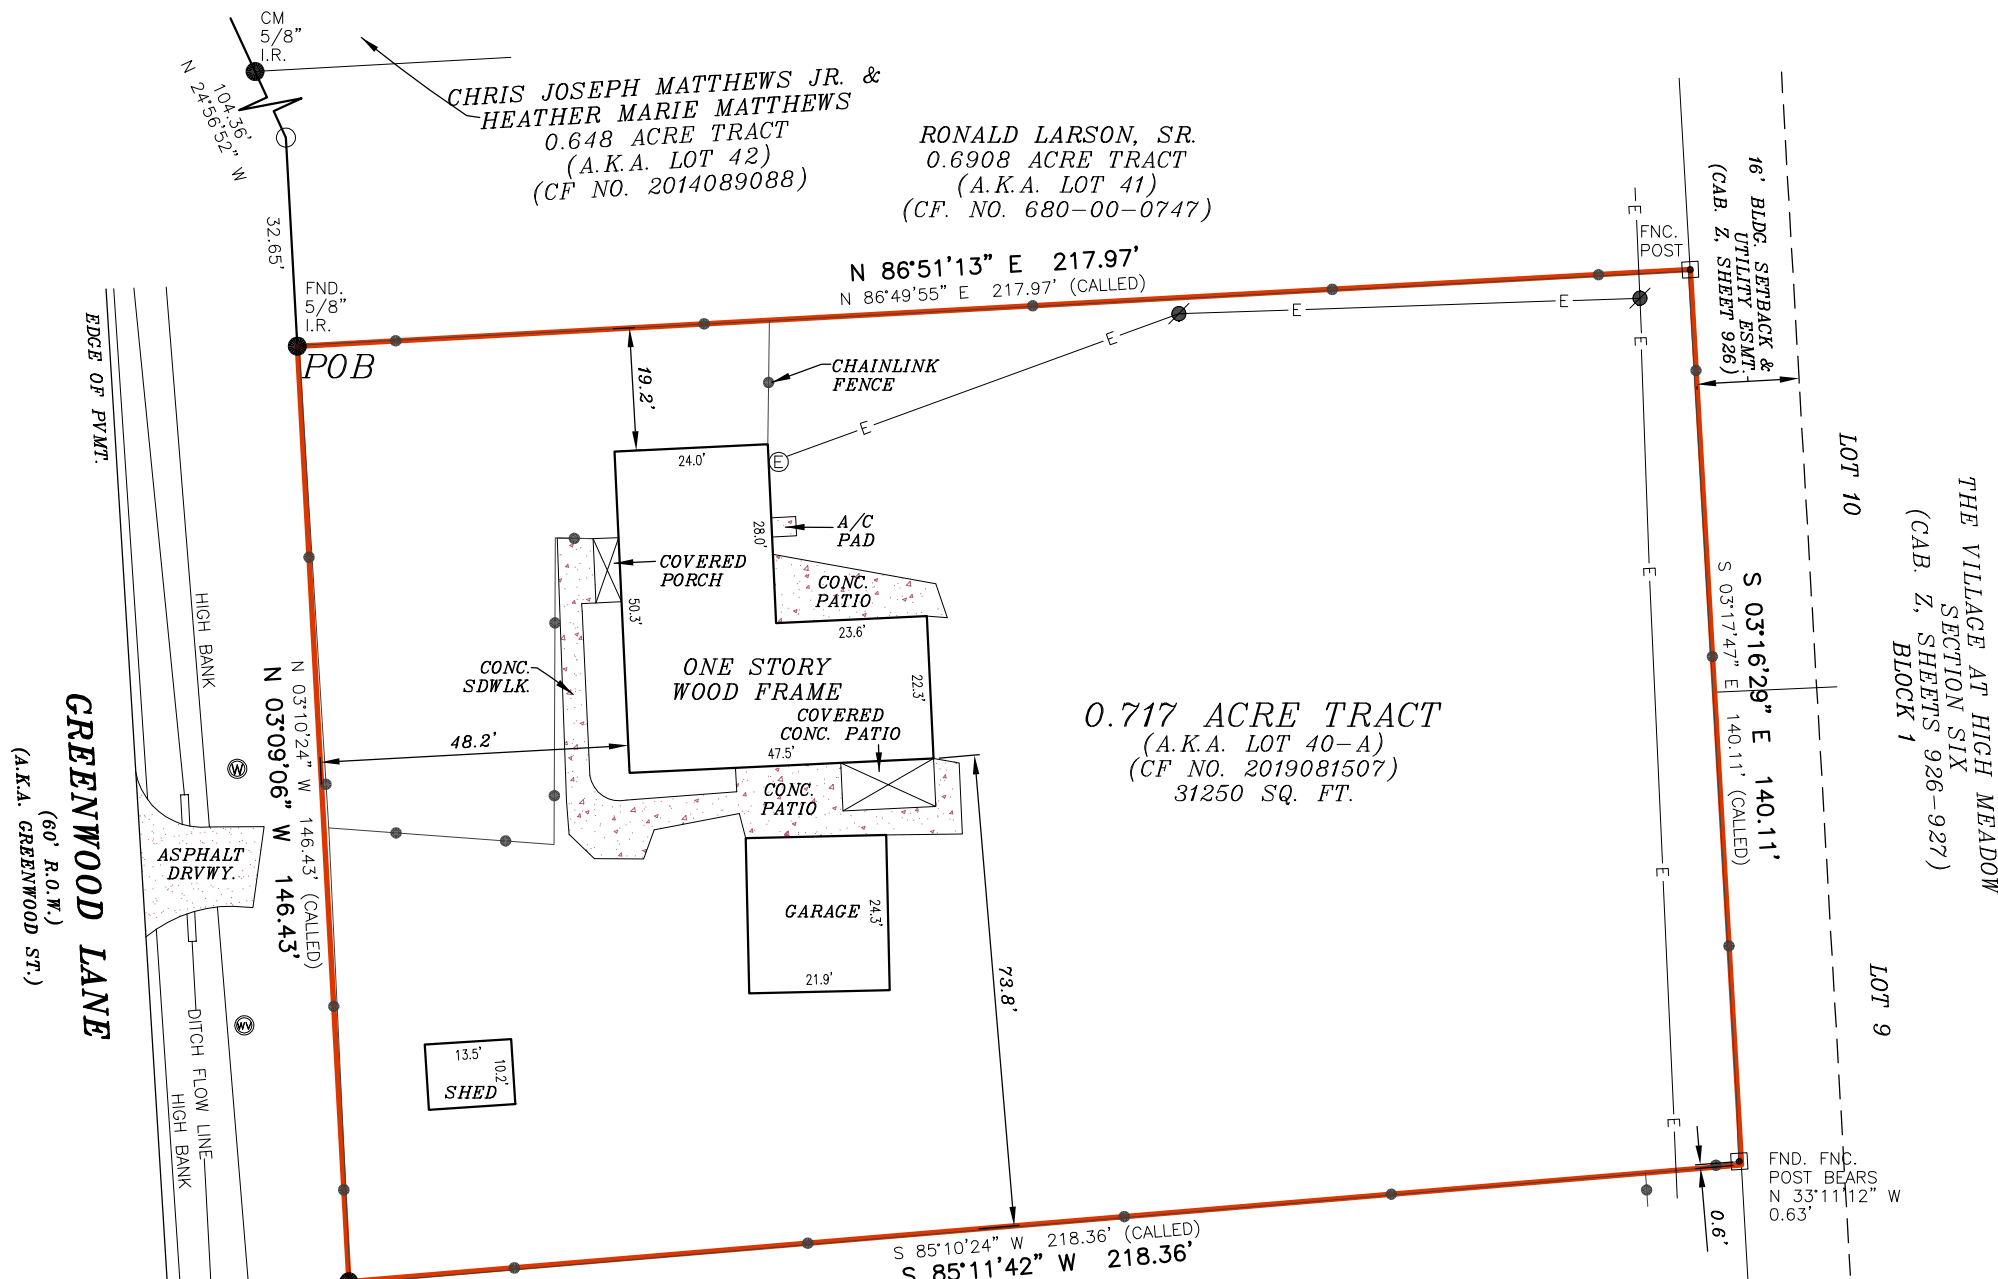 CM
5/8"
I.R.
104.36'
N 24°56'52" W
32.65'
CHRIS JOSEPH MATTHEWS JR. &
HEATHER MARIE MATTHEWS
0.648 ACRE TRACT
(A.K.A. LOT 42)
(CF NO. 2014089088)
RONALD LARSON, SR.
0.6908 ACRE TRACT
(A.K.A. LOT 41)
(CF. NO. 680-00-0747)
N 86°51'13" E 217.97'
N 86°49'55" E 217.97' (CALLED)
E
FNC.
POST
16' BLDG. SETBACK &
UTILITY ESMT.
(CAB. Z, SHEET 926)
FND.
5/8"
I.R.
POB
EDGE OF PVMT.
19.2'
CHAINLINK
FENCE
E
E
E
E
E
E
24.0'
28.0'
A/C
PAD
COVERED
PORCH
CONC.
PATIO
50.3'
23.6'
CONC.
SDWLK.
ONE STORY
WOOD FRAME
22.3'
COVERED
CONC. PATIO
47.5'
48.2'
CONC.
PATIO
0.717 ACRE TRACT
(A.K.A. LOT 40-A)
(CF NO. 2019081507)
31250 SQ. FT.
E
E
E
LOT 10
THE VILLAGE AT HIGH MEADOW
SECTION SIX
(CAB. Z, SHEETS 926-927)
BLOCK 1
S 03°16'29" E 140.11'
S 03°17'47" E 140.11' (CALLED)
LOT 9
HIGH BANK
N 03°10'24" W 146.43' (CALLED)
N 03°09'06" W 146.43'
W
GREENWOOD LANE
(60' R.O.W.)
(A.K.A. GREENWOOD ST.)
ASPHALT
DRVWY.
WV
DITCH FLOW LINE
HIGH BANK
GARAGE
24.3'
21.9'
73.8'
13.5'
10.2'
SHED
FND. FNC.
POST BEARS
N 33°11'12" W
0.63'
0.6'
S 85°10'24" W 218.36' (CALLED)
S 85°11'42" W 218.36'